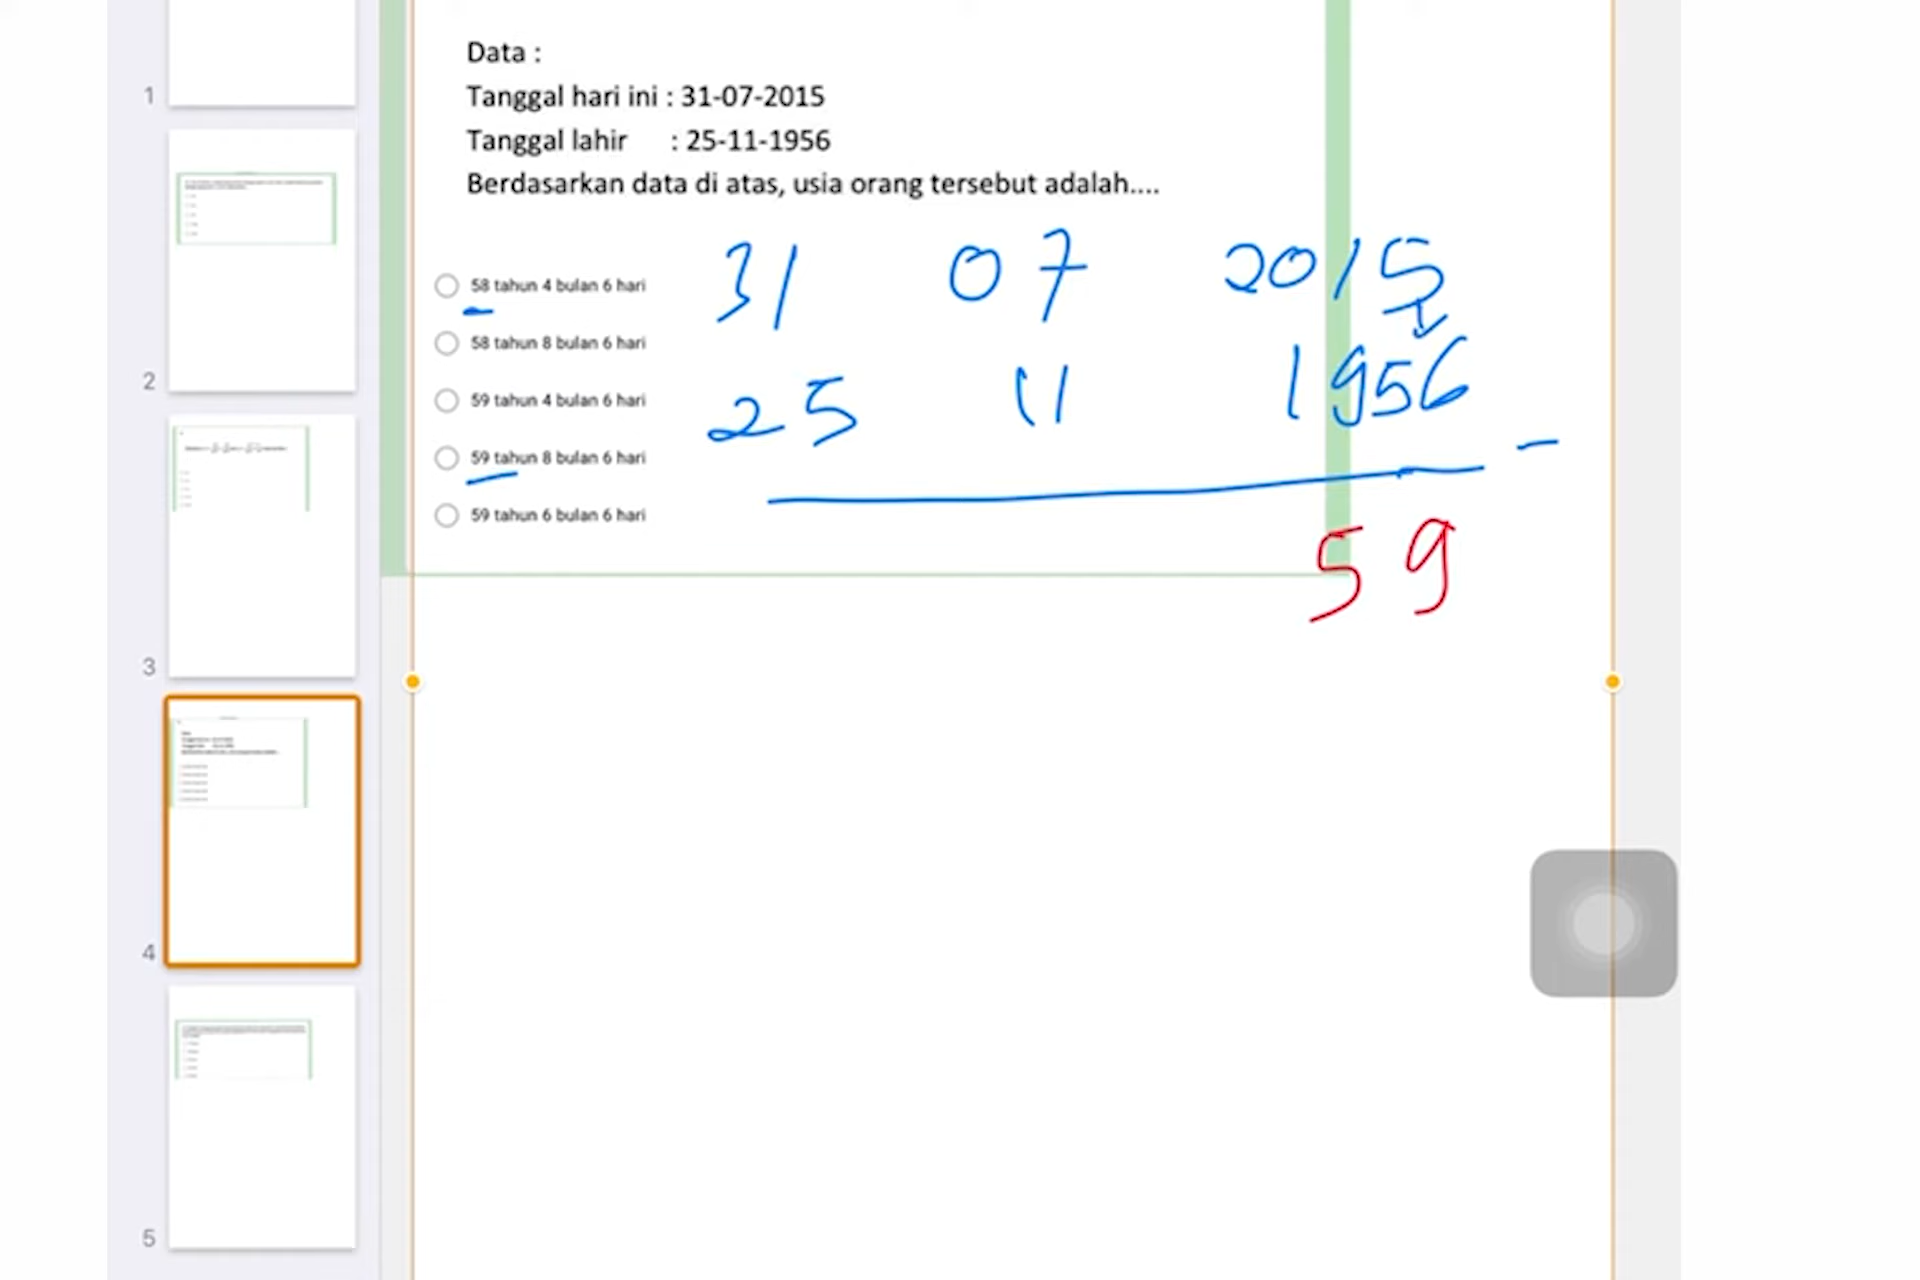 Data :
Tanggal hari ini : 31-07-2015
Tanggal lahir : 25-11-1956
Berdasarkan data di atas, usia orang tersebut adalah....
58 tahun 4 bulan 6 hari
58 tahun 8 bulan 6 hari
59 tahun 4 bulan 6 hari
59 tahun 8 bulan 6 hari
59 tahun 6 bulan 6 hari
31 07 2015
25 11 1956 -
59
1
2
3
4
5